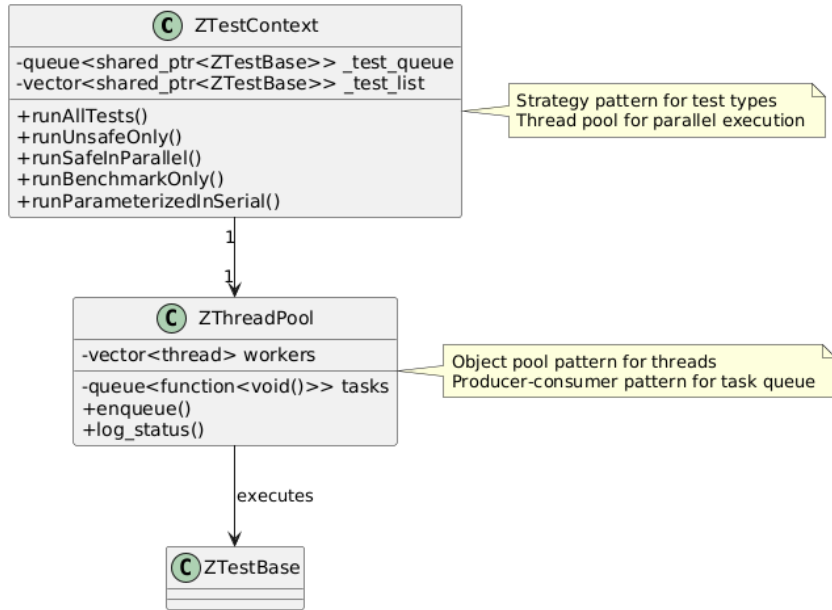 C ZTestContext
-queue<shared_ptr<ZTestBase>> _test_queue
-vector<shared_ptr<ZTestBase>> _test_list
+runAllTests()
+runUnsafeOnly()
+runSafeInParallel()
+runBenchmarkOnly()
+runParameterizedInSerial()
Strategy pattern for test types
Thread pool for parallel execution
1
1
C ZThreadPool
-vector<thread> workers
-queue<function<void()>> tasks
+enqueue()
+log_status()
Object pool pattern for threads
Producer-consumer pattern for task queue
executes
C ZTestBase